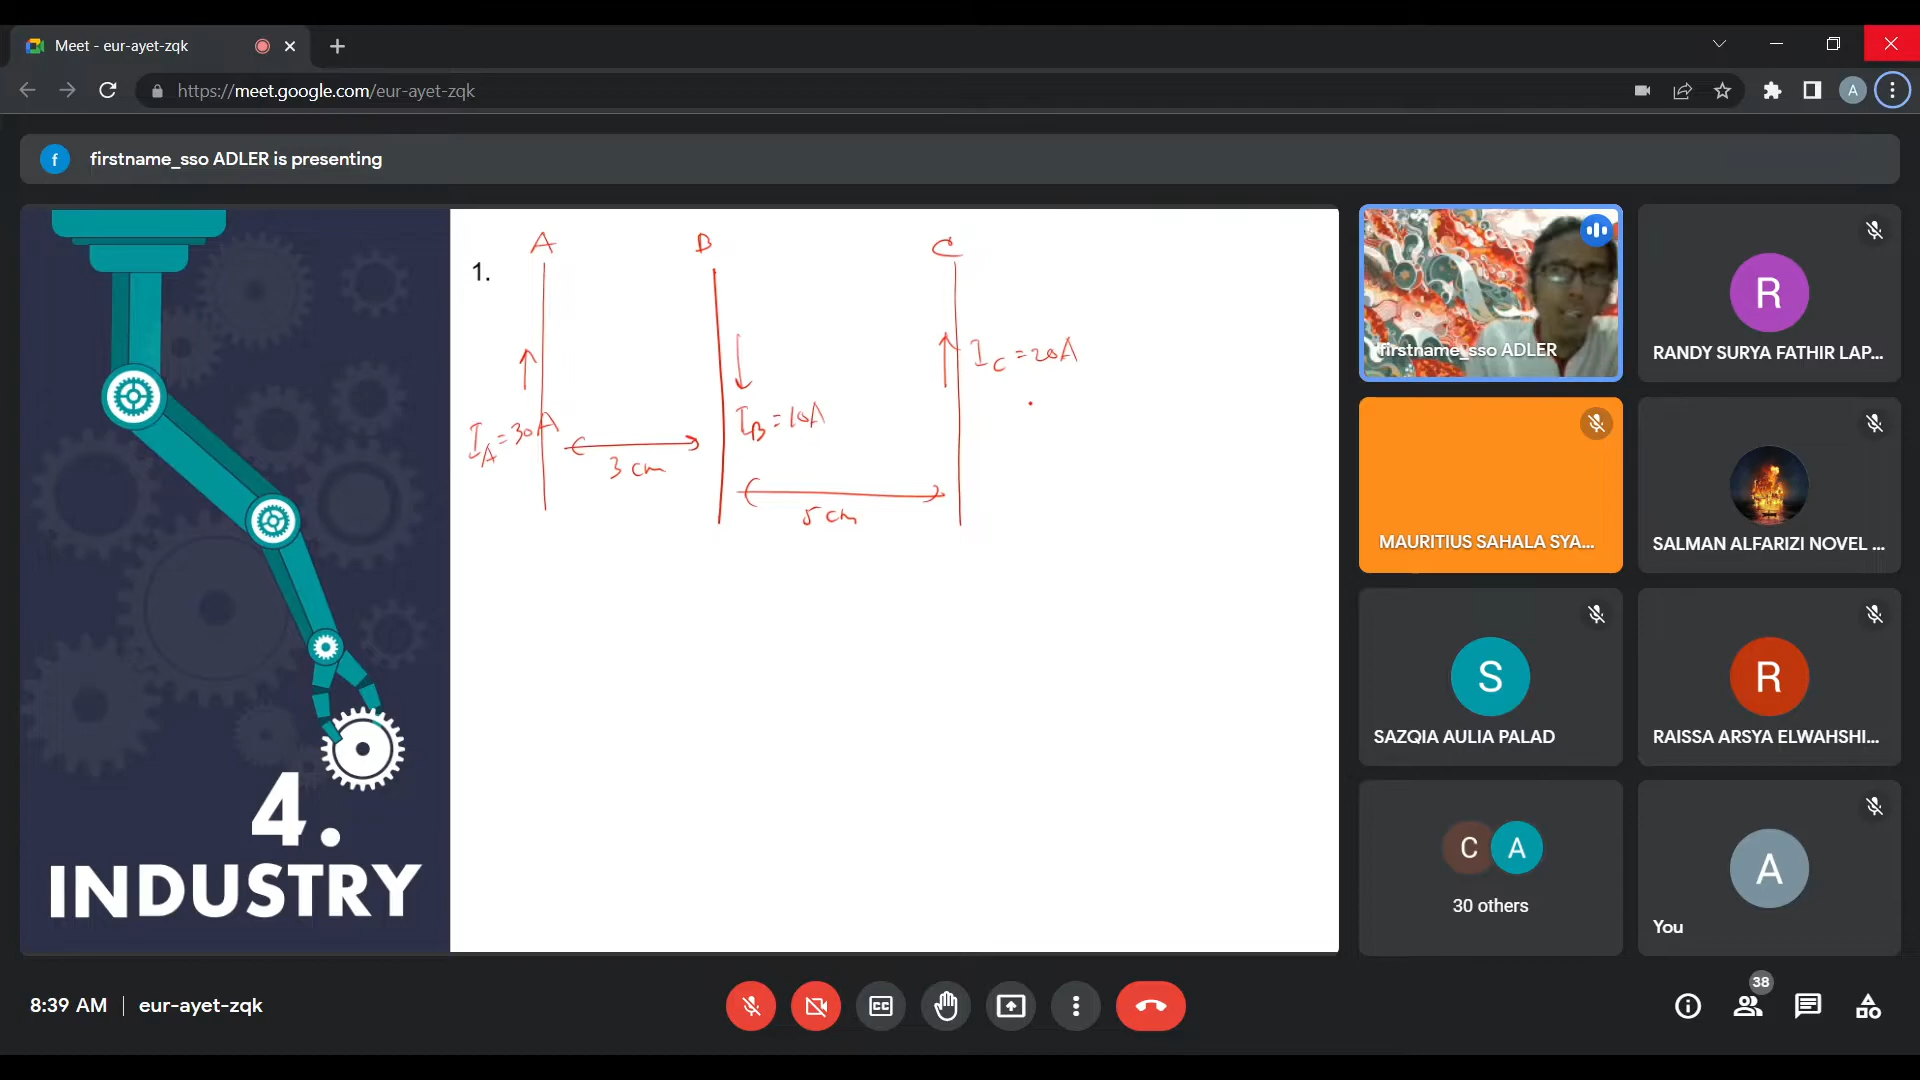 Meet - eur-ayet-zqk
https://meet.google.com/eur-ayet-zqk
A
f
firstname_sso ADLER is presenting
1.
A
B
C
I_A = 30A
3 cm
I_B = 10A
5 cm
I_C = 20A
4.
INDUSTRY
firstname_sso ADLER
R
RANDY SURYA FATHIR LAP...
MAURITIUS SAHALA SYA...
SALMAN ALFARIZI NOVEL ...
S
SAZQIA AULIA PALAD
R
RAISSA ARSYA ELWAHSHI...
C
A
30 others
A
You
8:39 AM
eur-ayet-zqk
CC
38